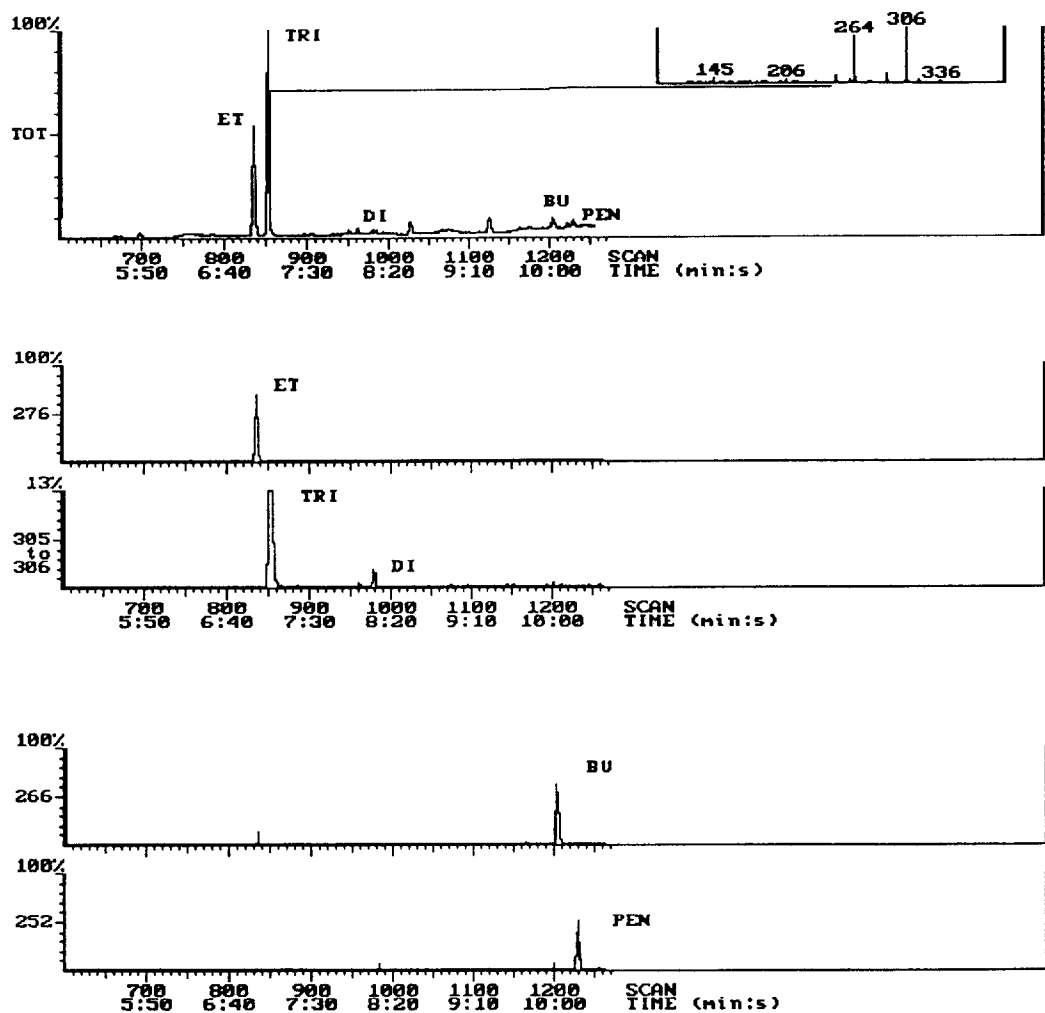 100%
TRI
ET
TOT
DI
BU
PEN
264
306
145
206
336
700 800 900 1000 1100 1200 SCAN
5:50 6:40 7:30 8:20 9:10 10:00 TIME (min:s)
100%
ET
276
13%
TRI
305
to
306
DI
700 800 900 1000 1100 1200 SCAN
5:50 6:40 7:30 8:20 9:10 10:00 TIME (min:s)
100%
BU
266
100%
252
PEN
700 800 900 1000 1100 1200 SCAN
5:50 6:40 7:30 8:20 9:10 10:00 TIME (min:s)